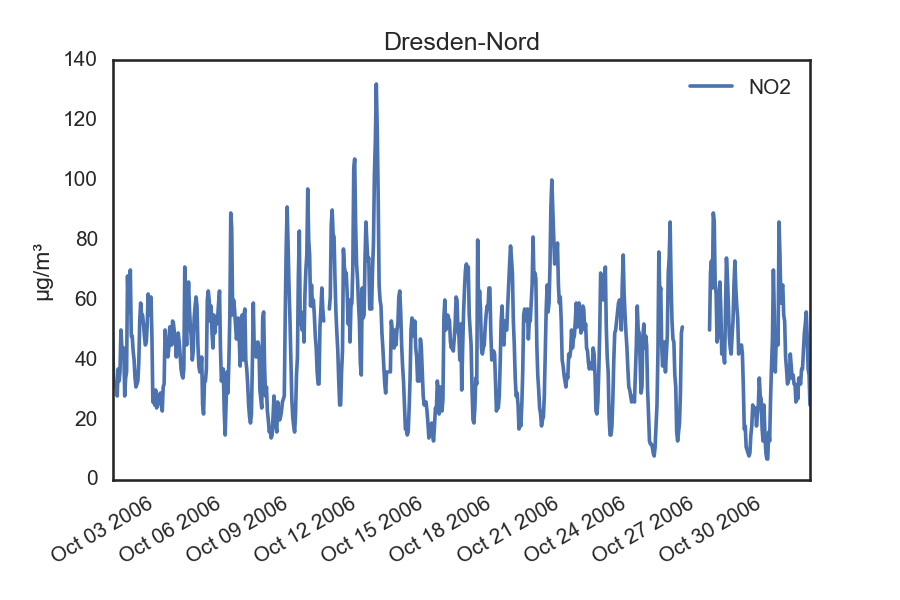 Dresden-Nord
140
120
100
80
60
40
20
0
µg/m³
NO2
Oct 03 2006
Oct 06 2006
Oct 09 2006
Oct 12 2006
Oct 15 2006
Oct 18 2006
Oct 21 2006
Oct 24 2006
Oct 27 2006
Oct 30 2006